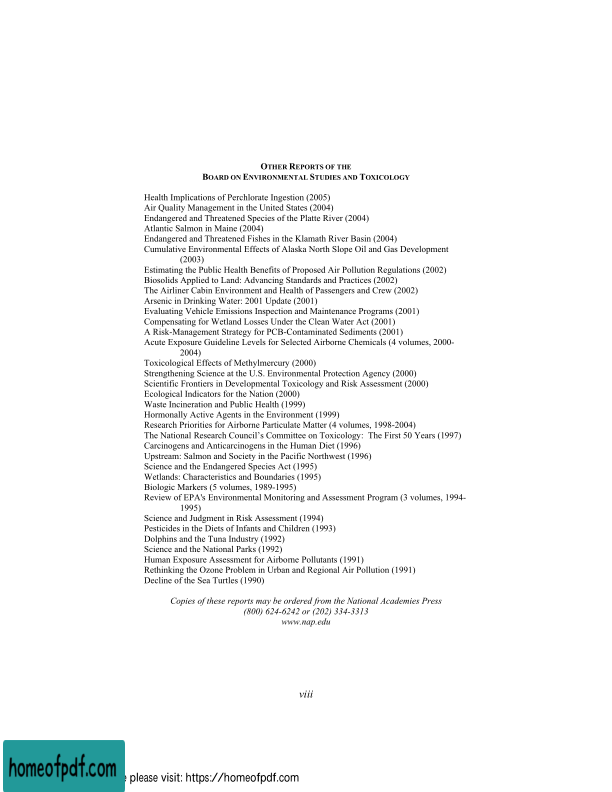 OTHER REPORTS OF THE
BOARD ON ENVIRONMENTAL STUDIES AND TOXICOLOGY
Health Implications of Perchlorate Ingestion (2005)
Air Quality Management in the United States (2004)
Endangered and Threatened Species of the Platte River (2004)
Atlantic Salmon in Maine (2004)
Endangered and Threatened Fishes in the Klamath River Basin (2004)
Cumulative Environmental Effects of Alaska North Slope Oil and Gas Development
(2003)
Estimating the Public Health Benefits of Proposed Air Pollution Regulations (2002)
Biosolids Applied to Land: Advancing Standards and Practices (2002)
The Airliner Cabin Environment and Health of Passengers and Crew (2002)
Arsenic in Drinking Water: 2001 Update (2001)
Evaluating Vehicle Emissions Inspection and Maintenance Programs (2001)
Compensating for Wetland Losses Under the Clean Water Act (2001)
A Risk-Management Strategy for PCB-Contaminated Sediments (2001)
Acute Exposure Guideline Levels for Selected Airborne Chemicals (4 volumes, 2000-
2004)
Toxicological Effects of Methylmercury (2000)
Strengthening Science at the U.S. Environmental Protection Agency (2000)
Scientific Frontiers in Developmental Toxicology and Risk Assessment (2000)
Ecological Indicators for the Nation (2000)
Waste Incineration and Public Health (1999)
Hormonally Active Agents in the Environment (1999)
Research Priorities for Airborne Particulate Matter (4 volumes, 1998-2004)
The National Research Council's Committee on Toxicology:  The First 50 Years (1997)
Carcinogens and Anticarcinogens in the Human Diet (1996)
Upstream: Salmon and Society in the Pacific Northwest (1996)
Science and the Endangered Species Act (1995)
Wetlands: Characteristics and Boundaries (1995)
Biologic Markers (5 volumes, 1989-1995)
Review of EPA's Environmental Monitoring and Assessment Program (3 volumes, 1994-
1995)
Science and Judgment in Risk Assessment (1994)
Pesticides in the Diets of Infants and Children (1993)
Dolphins and the Tuna Industry (1992)
Science and the National Parks (1992)
Human Exposure Assessment for Airborne Pollutants (1991)
Rethinking the Ozone Problem in Urban and Regional Air Pollution (1991)
Decline of the Sea Turtles (1990)
Copies of these reports may be ordered from the National Academies Press
(800) 624-6242 or (202) 334-3313
www.nap.edu
viii
homeofpdf.com
please visit: https://homeofpdf.com